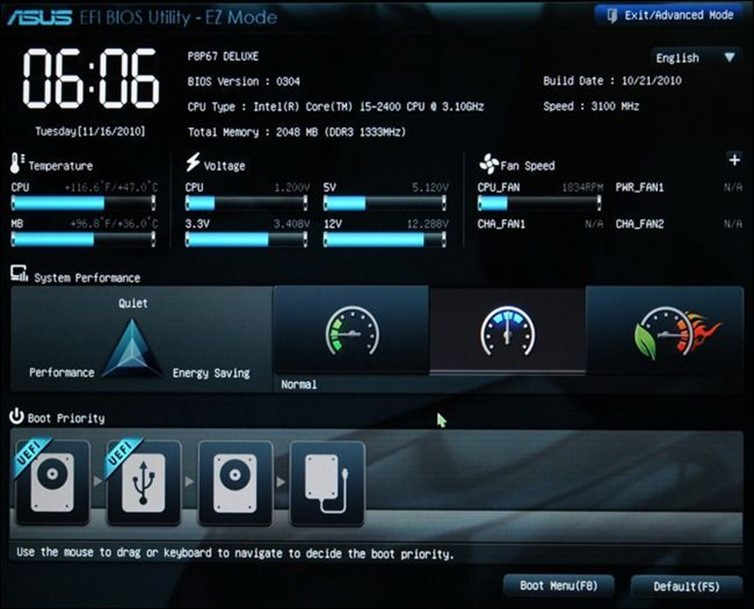 ASUS EFI BIOS Utility - EZ Mode
Exit/Advanced Mode
06:06
Tuesday[11/16/2010]
P8P67 DELUXE
English
BIOS Version : 0304
Build Date : 10/21/2010
CPU Type : Intel(R) Core(TM) i5-2400 CPU @ 3.10GHz
Speed : 3100 MHz
Total Memory : 2048 MB (DDR3 1333MHz)
Temperature
CPU +116.6°F/+47.0°C
MB +96.8°F/+36.0°C
Voltage
CPU 1.200V 5V 5.120V
3.3V 3.408V 12V 12.288V
Fan Speed
CPU_FAN 1834RPM PWR_FAN1 N/A
CHA_FAN1 N/A CHA_FAN2 N/A
System Performance
Quiet
Performance
Energy Saving
Normal
Boot Priority
UEFI
UEFI
Use the mouse to drag or keyboard to navigate to decide the boot priority.
Boot Menu(F8)
Default(F5)